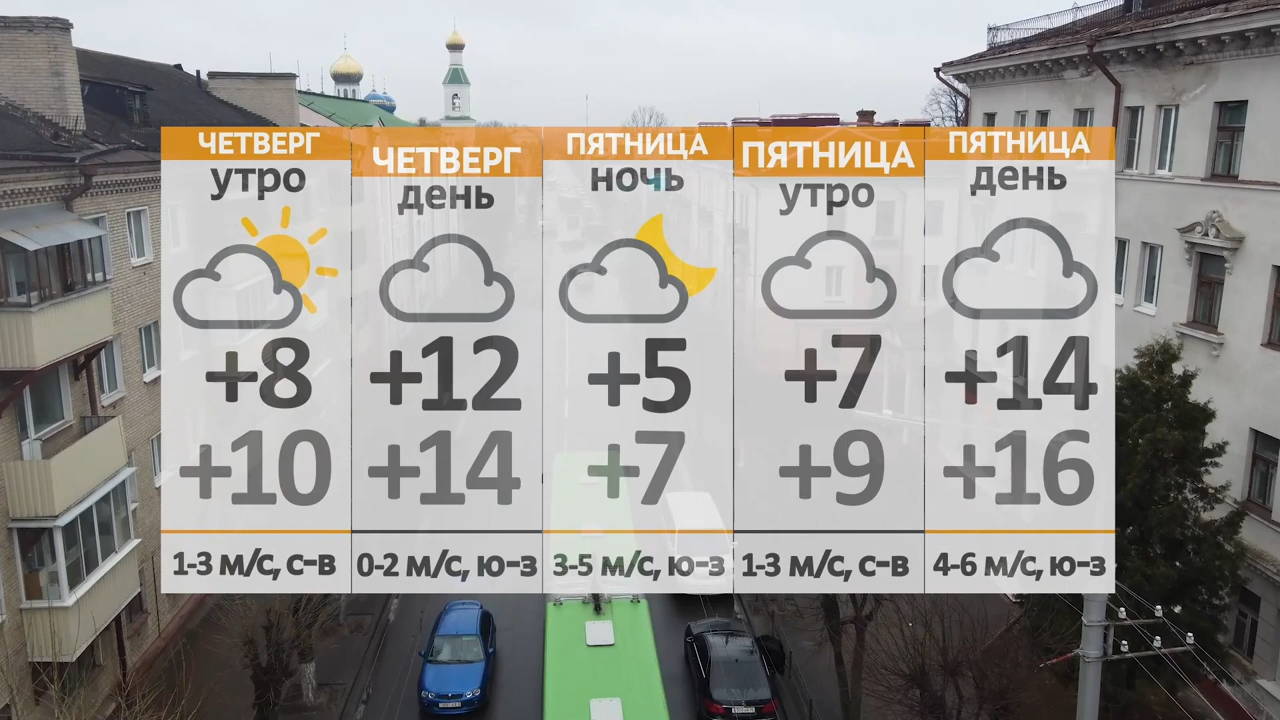 ЧЕТВЕРГ
утро
+8
+10
1-3 м/с, с-в
ЧЕТВЕРГ
день
+12
+14
0-2 м/с, ю-з
ПЯТНИЦА
ночь
+5
+7
3-5 м/с, ю-з
ПЯТНИЦА
утро
+7
+9
1-3 м/с, с-в
ПЯТНИЦА
день
+14
+16
4-6 м/с, ю-з